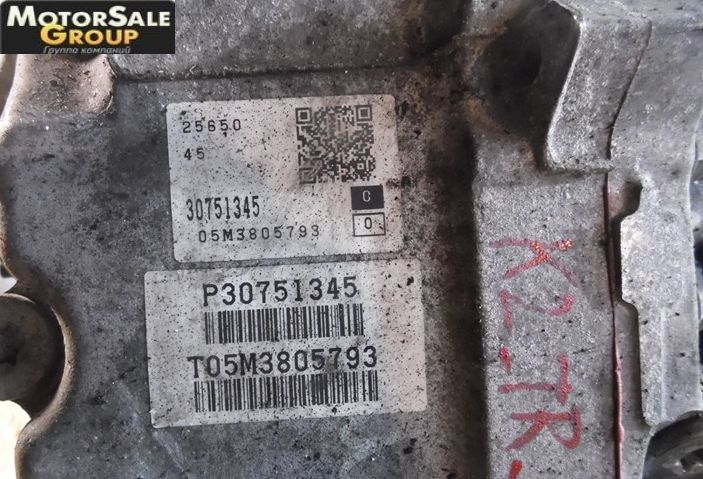 MOTORSALE
GROUP
Группа компаний
25650
45
30751345
C
05M3805793
0
P30751345
T05M3805793
K2-TR-